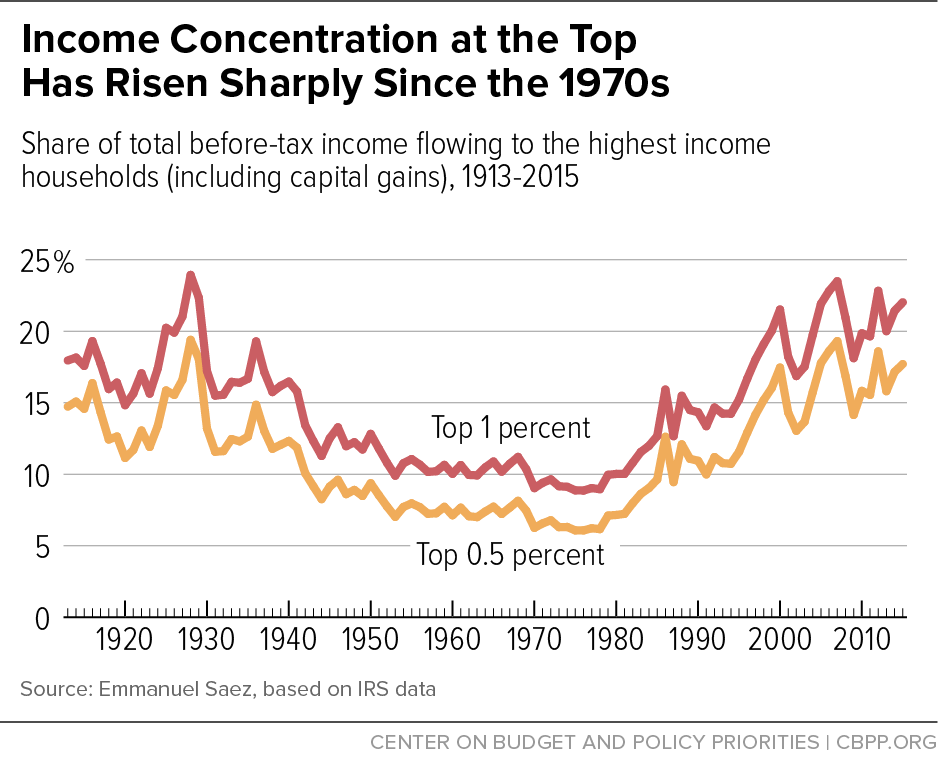 Income Concentration at the Top
Has Risen Sharply Since the 1970s
Share of total before-tax income flowing to the highest income
households (including capital gains), 1913-2015
25%
20
15
Top 1 percent
10
5
Top 0.5 percent
0
1920 1930 1940 1950 1960 1970 1980 1990 2000 2010
Source: Emmanuel Saez, based on IRS data
CENTER ON BUDGET AND POLICY PRIORITIES | CBPP.ORG